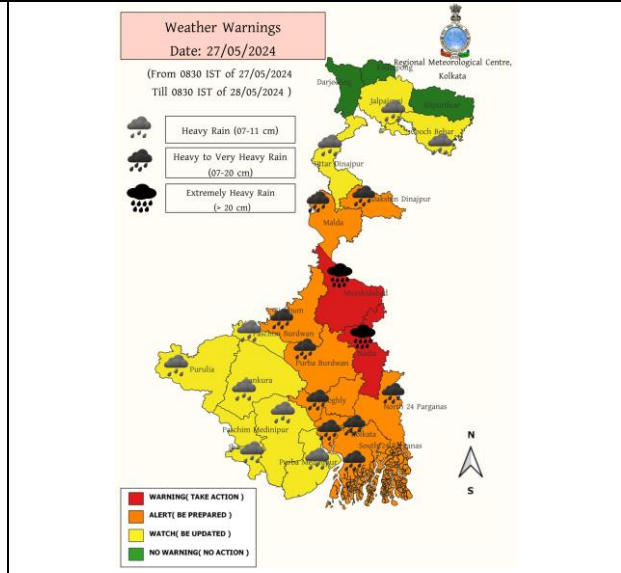 Weather Warnings
Date: 27/05/2024
(From 0830 IST of 27/05/2024
Till 0830 IST of 28/05/2024 )
Regional Meteorological Centre,
Kolkata
Heavy Rain (07-11 cm)
Heavy to Very Heavy Rain
(07-20 cm)
Extremely Heavy Rain
(> 20 cm)
Darjeeling
Jalpaiguri
Alipurduar
Cooch Behar
Uttar Dinajpur
Dakshin Dinajpur
Malda
Murshidabad
Birbhum
Paschim Burdwan
Nadia
Purba Burdwan
Purulia
Bankura
Hooghly
North 24 Parganas
Paschim Medinipur
Kolkata
South 24 Parganas
Purba Medinipur
N
S
WARNING( TAKE ACTION )
ALERT( BE PREPARED )
WATCH( BE UPDATED )
NO WARNING( NO ACTION )